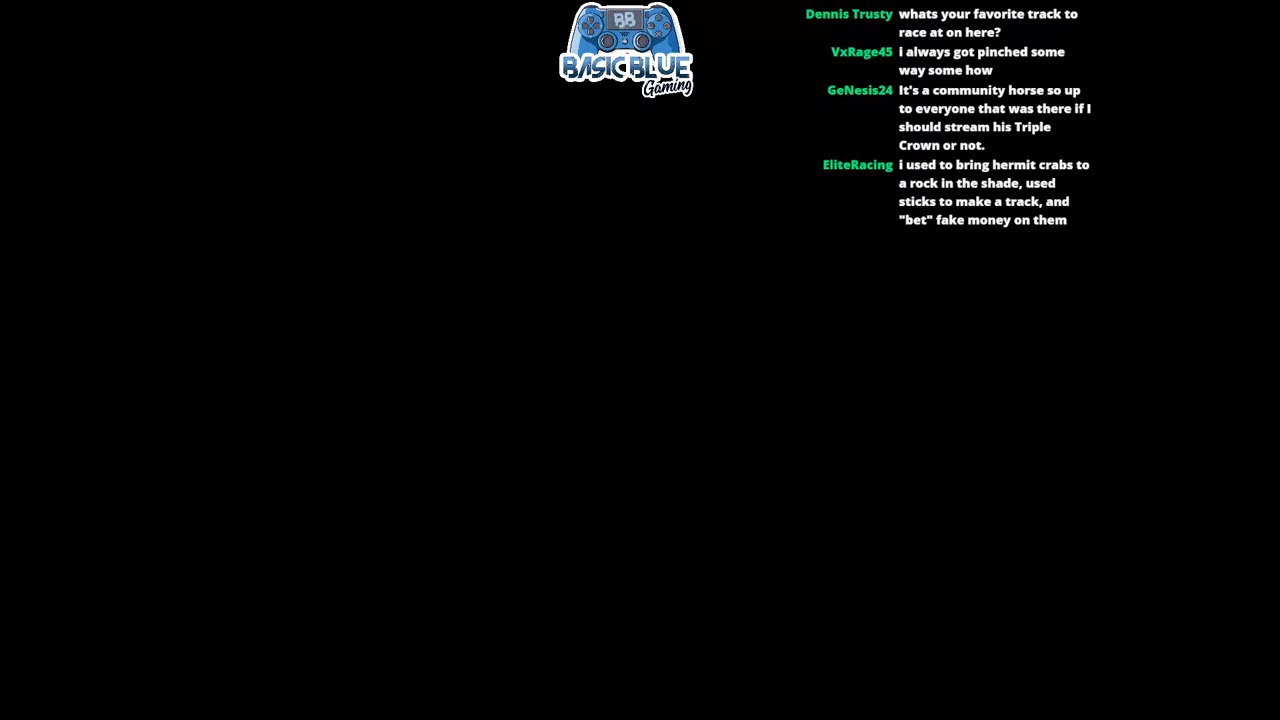 BB
BASIC BLUE
Gaming
Dennis Trusty whats your favorite track to
race at on here?
VxRage45 i always got pinched some
way some how
GeNesis24 It's a community horse so up
to everyone that was there if I
should stream his Triple
Crown or not.
EliteRacing i used to bring hermit crabs to
a rock in the shade, used
sticks to make a track, and
"bet" fake money on them